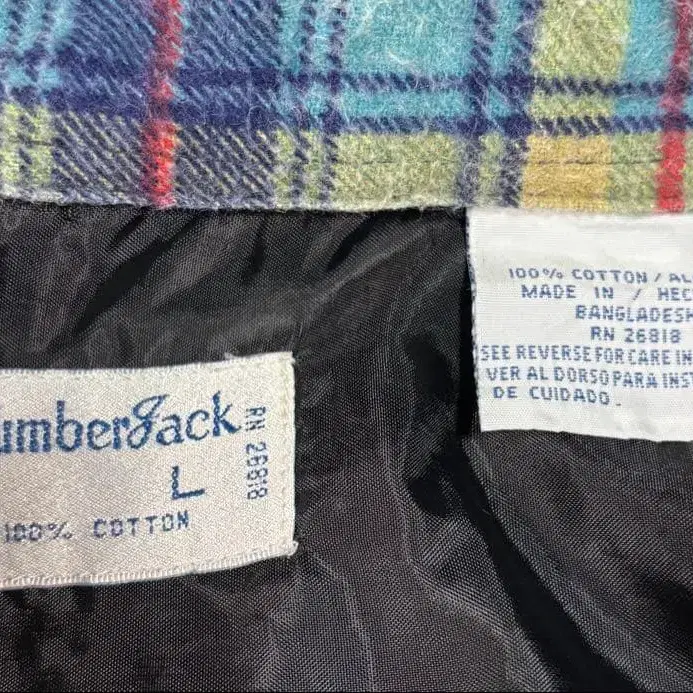 umberJack
RN 26818
L
100% COTTON
100% COTTON / AL
MADE IN / HEC
BANGLADESH
RN 26818
SEE REVERSE FOR CARE IN
VER AL DORSO PARA INS
DE CUIDADO.